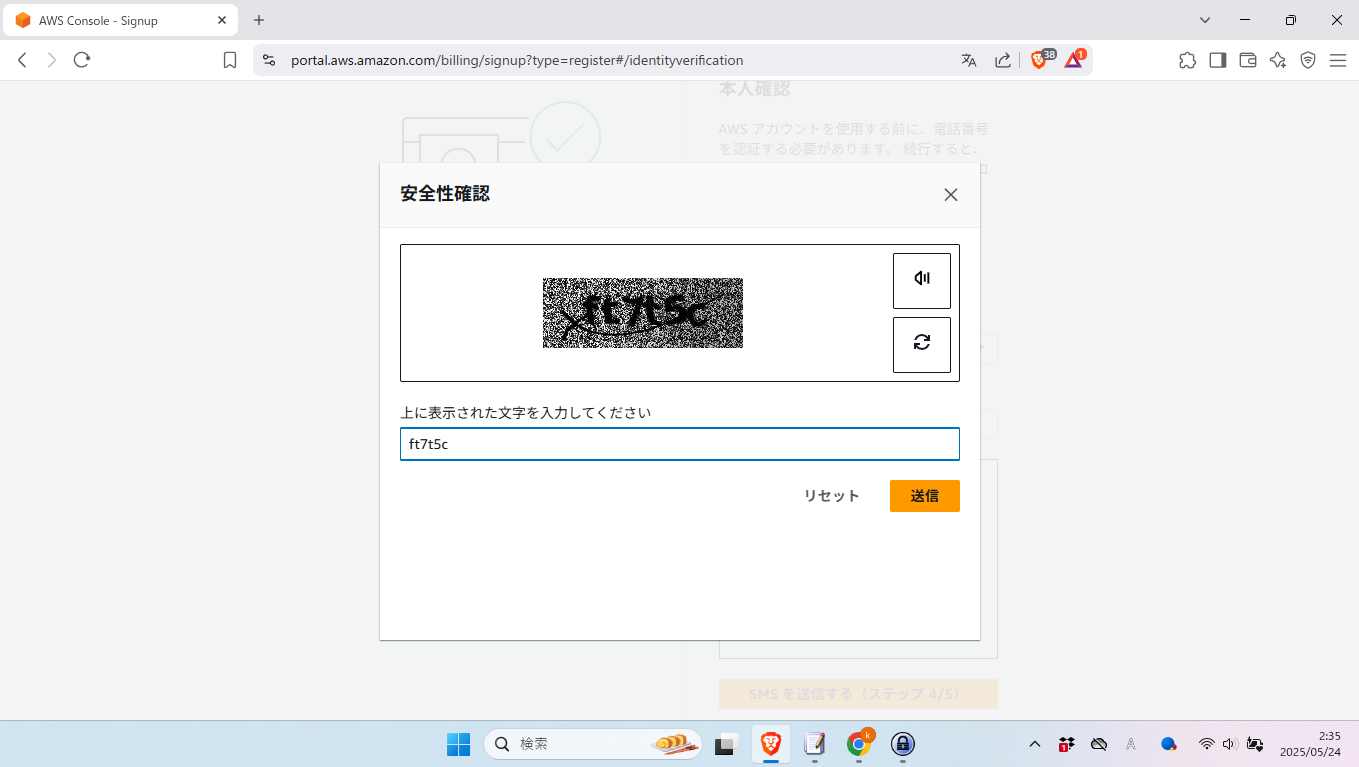 AWS Console - Signup
portal.aws.amazon.com/billing/signup?type=register#/identityverification
38
1
本人確認
AWS アカウントを使用する前に、電話番号
を認証する必要があります。 続行すると、
安全性確認
ft7t5c
上に表示された文字を入力してください
ft7t5c
リセット
送信
SMS を送信する（ステップ 4/5）
検索
k
1
A
2:35
2025/05/24